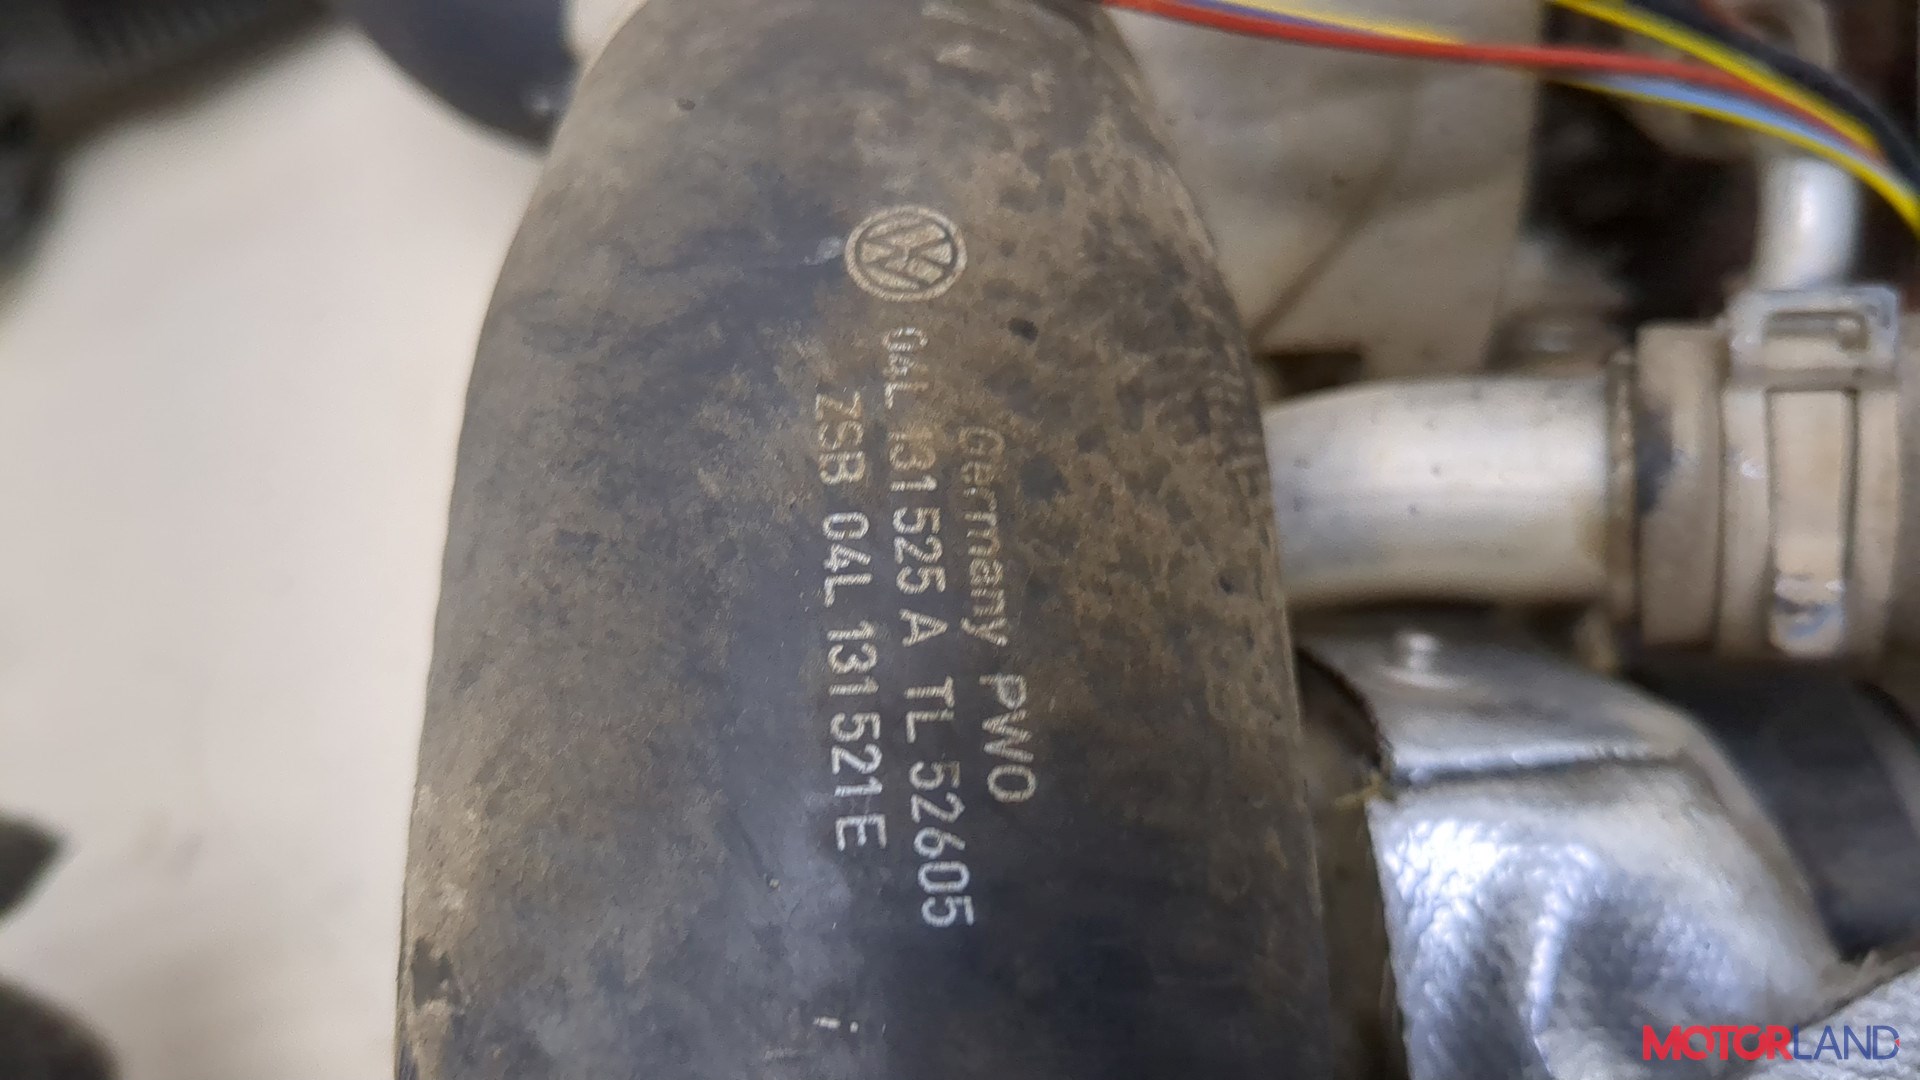 Germany PWO
04L 131 525 A TL 52605
ZSB 04L 131 521 E
MOTORLAND